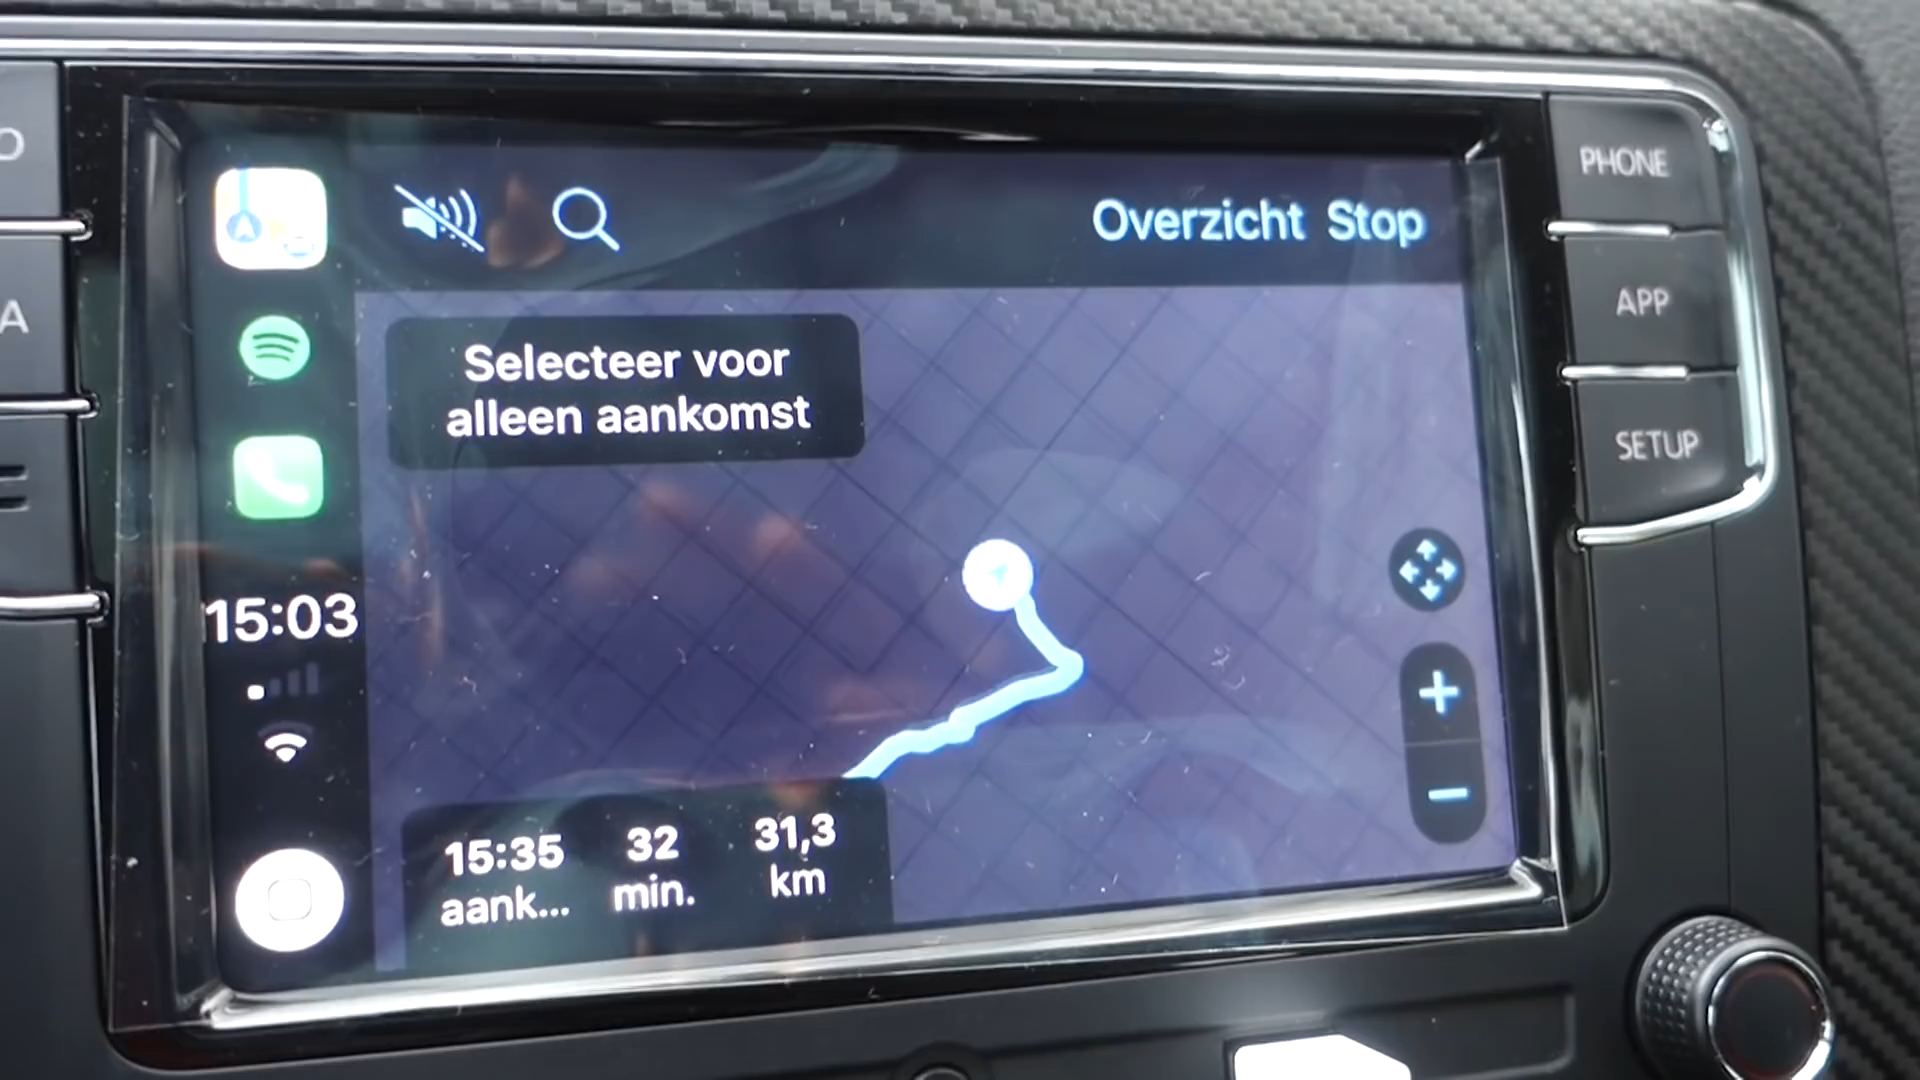 PHONE
APP
SETUP
A
Overzicht Stop
Selecteer voor
alleen aankomst
15:03
15:35 32 31,3
aank... min. km